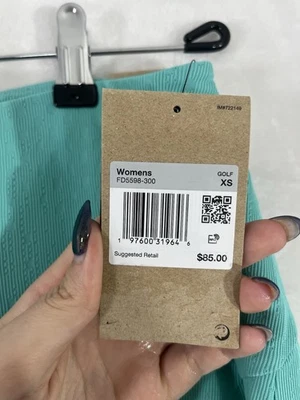 Womens
FD5598-300
GOLF
XS
1 97600 31964 6
Suggested Retail
$85.00